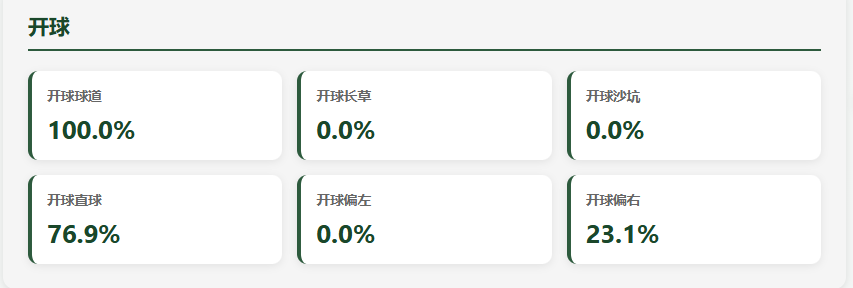 开球
开球球道
开球长草
开球沙坑
100.0%
0.0%
0.0%
开球直球
开球偏左
开球偏右
76.9%
0.0%
23.1%